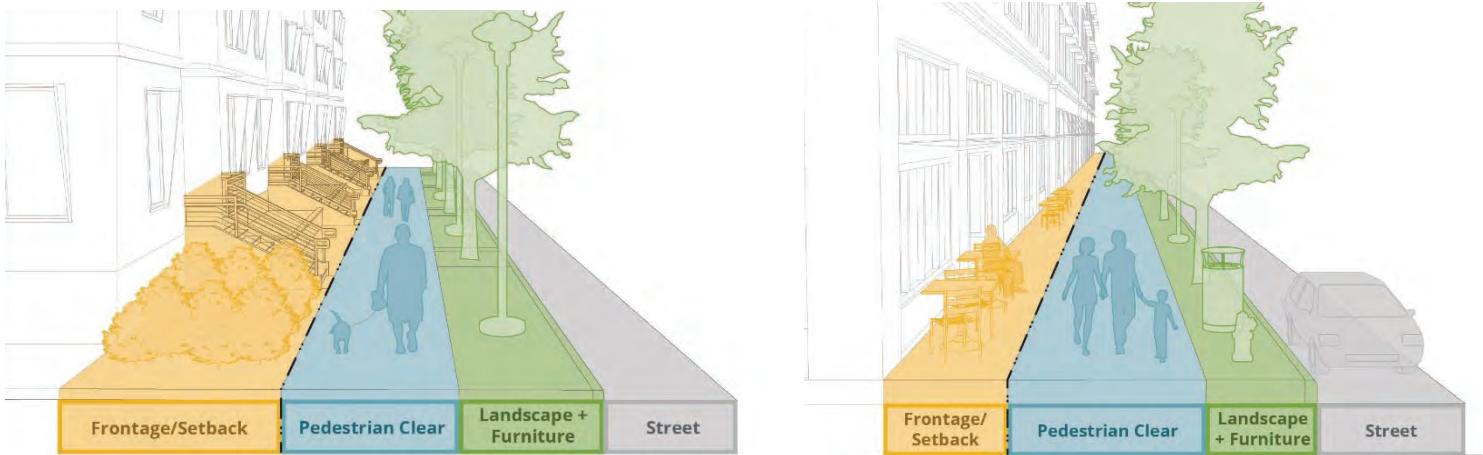 Frontage/Setback
Pedestrian Clear
Landscape +
Furniture
Street
Frontage/
Setback
Pedestrian Clear
Landscape
+ Furniture
Street